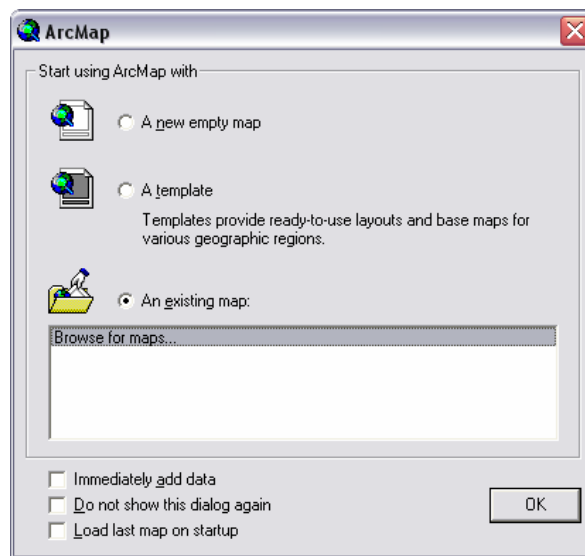 ArcMap
Start using ArcMap with
A new empty map
A template
Templates provide ready-to-use layouts and base maps for
various geographic regions.
An existing map:
Browse for maps...
Immediately add data
Do not show this dialog again
Load last map on startup
OK